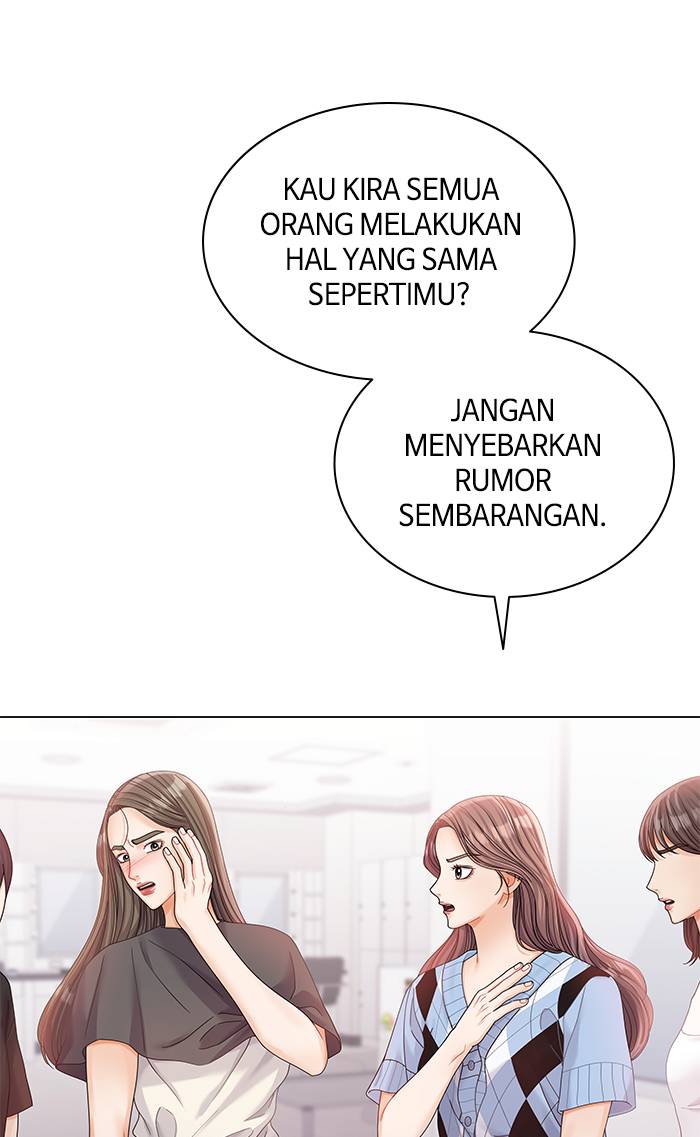 KAU KIRA SEMUA
ORANG MELAKUKAN
HAL YANG SAMA
SEPERTIMU?
JANGAN
MENYEBARKAN
RUMOR
SEMBARANGAN.